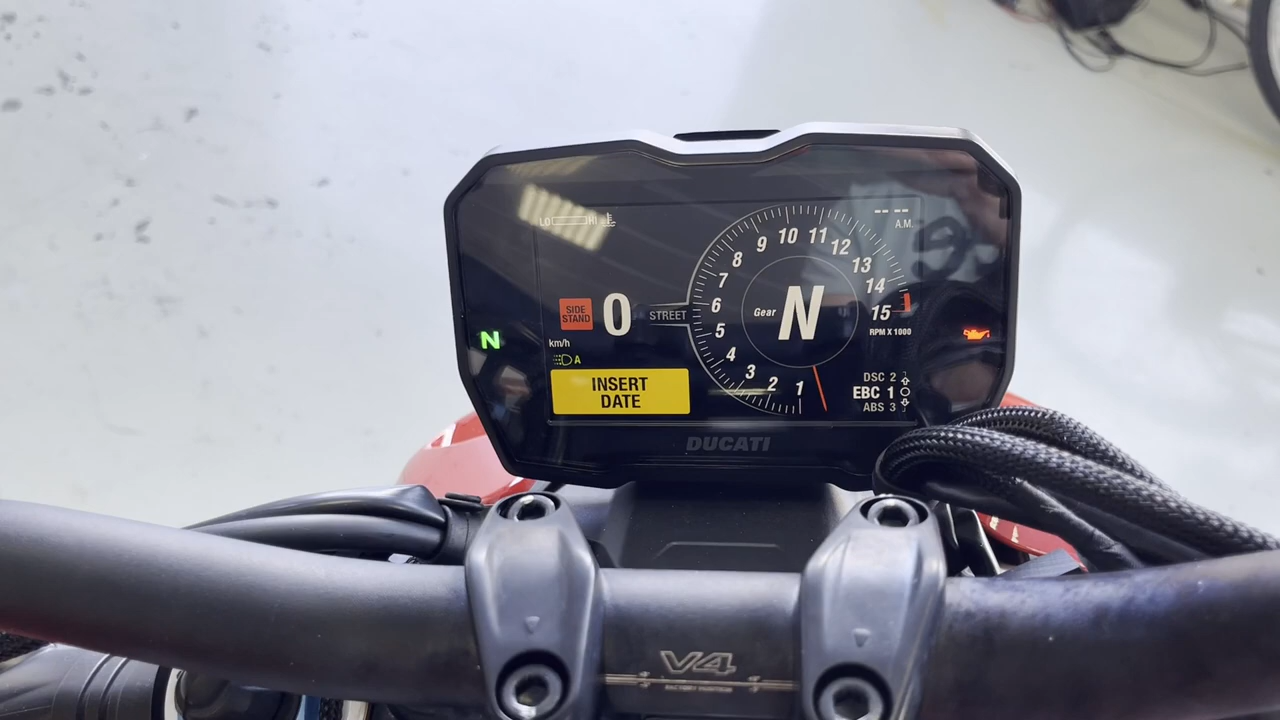 LO HI
-- --
A.M.
SIDE
STAND
0
km/h
A
INSERT
DATE
STREET
1
2
3
4
5
6
7
8
9
10
11
12
13
14
15
RPM X 1000
Gear
N
N
DSC 2
EBC 1
ABS 3
DUCATI
V4